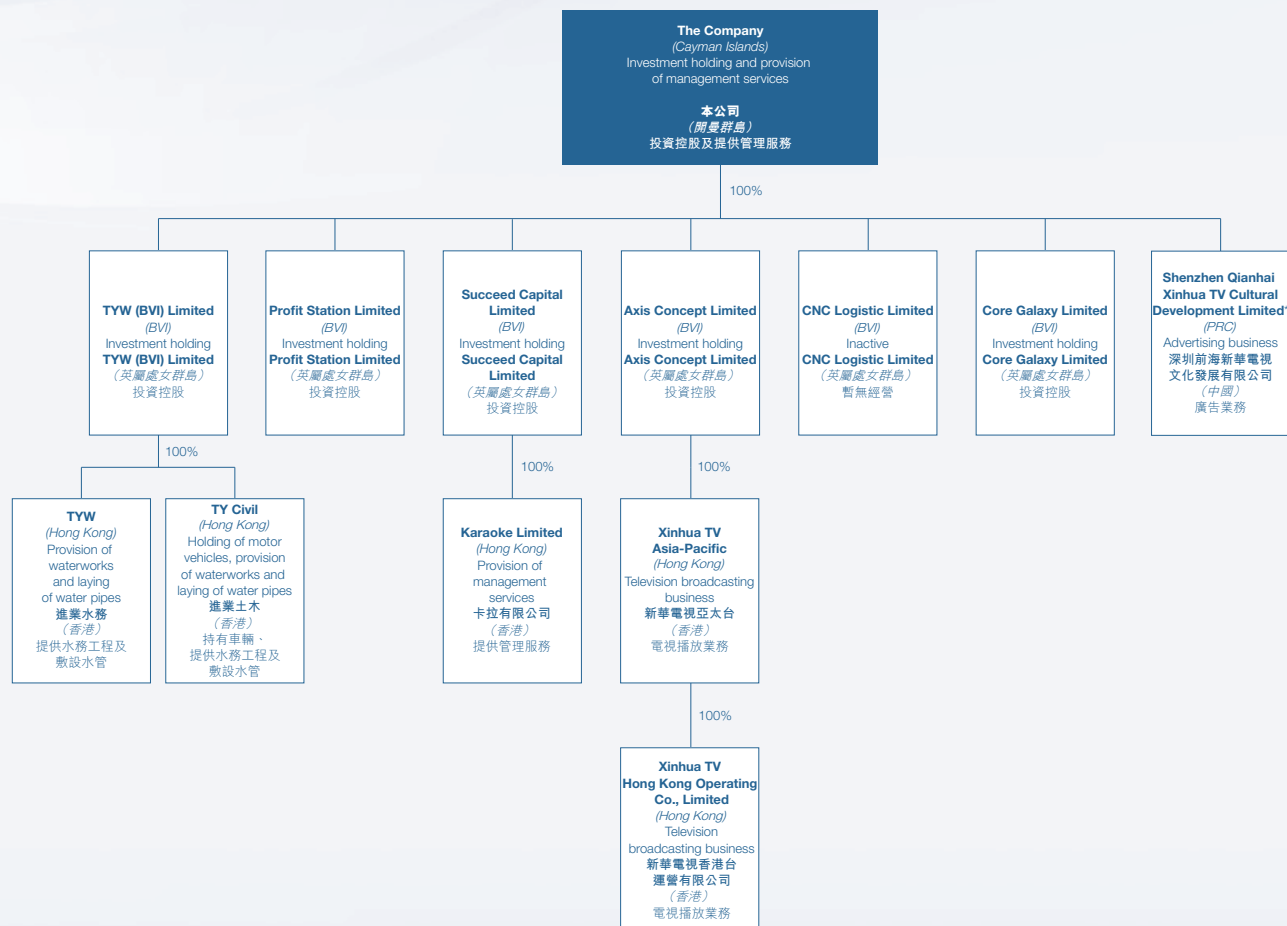 The Company
(Cayman Islands)
Investment holding and provision
of management services
本公司
（開曼群島）
投資控股及提供管理服務
100%
TYW (BVI) Limited
(BVI)
Investment holding
TYW (BVI) Limited
（英屬處女群島）
投資控股
Profit Station Limited
(BVI)
Investment holding
Profit Station Limited
（英屬處女群島）
投資控股
Succeed Capital
Limited
(BVI)
Investment holding
Succeed Capital
Limited
（英屬處女群島）
投資控股
Axis Concept Limited
(BVI)
Investment holding
Axis Concept Limited
（英屬處女群島）
投資控股
CNC Logistic Limited
(BVI)
Inactive
CNC Logistic Limited
（英屬處女群島）
暫無經營
Core Galaxy Limited
(BVI)
Investment holding
Core Galaxy Limited
（英屬處女群島）
投資控股
Shenzhen Qianhai
Xinhua TV Cultural
Development Limited*
(PRC)
Advertising business
深圳前海新華電視
文化發展有限公司
（中國）
廣告業務
100%
100%
100%
TYW
(Hong Kong)
Provision of
waterworks
and laying
of water pipes
進業水務
（香港）
提供水務工程及
敷設水管
TY Civil
(Hong Kong)
Holding of motor
vehicles, provision
of waterworks and
laying of water pipes
進業土木
（香港）
持有車輛、
提供水務工程及
敷設水管
Karaoke Limited
(Hong Kong)
Provision of
management
services
卡拉有限公司
（香港）
提供管理服務
Xinhua TV
Asia-Pacific
(Hong Kong)
Television broadcasting
business
新華電視亞太台
（香港）
電視播放業務
100%
Xinhua TV
Hong Kong Operating
Co., Limited
(Hong Kong)
Television
broadcasting business
新華電視香港台
運營有限公司
（香港）
電視播放業務